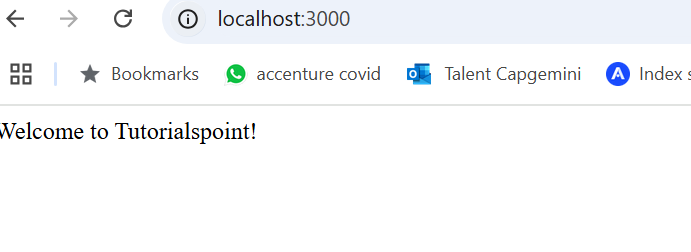 localhost:3000
Bookmarks accenture covid Talent Capgemini Index
Welcome to Tutorialspoint!